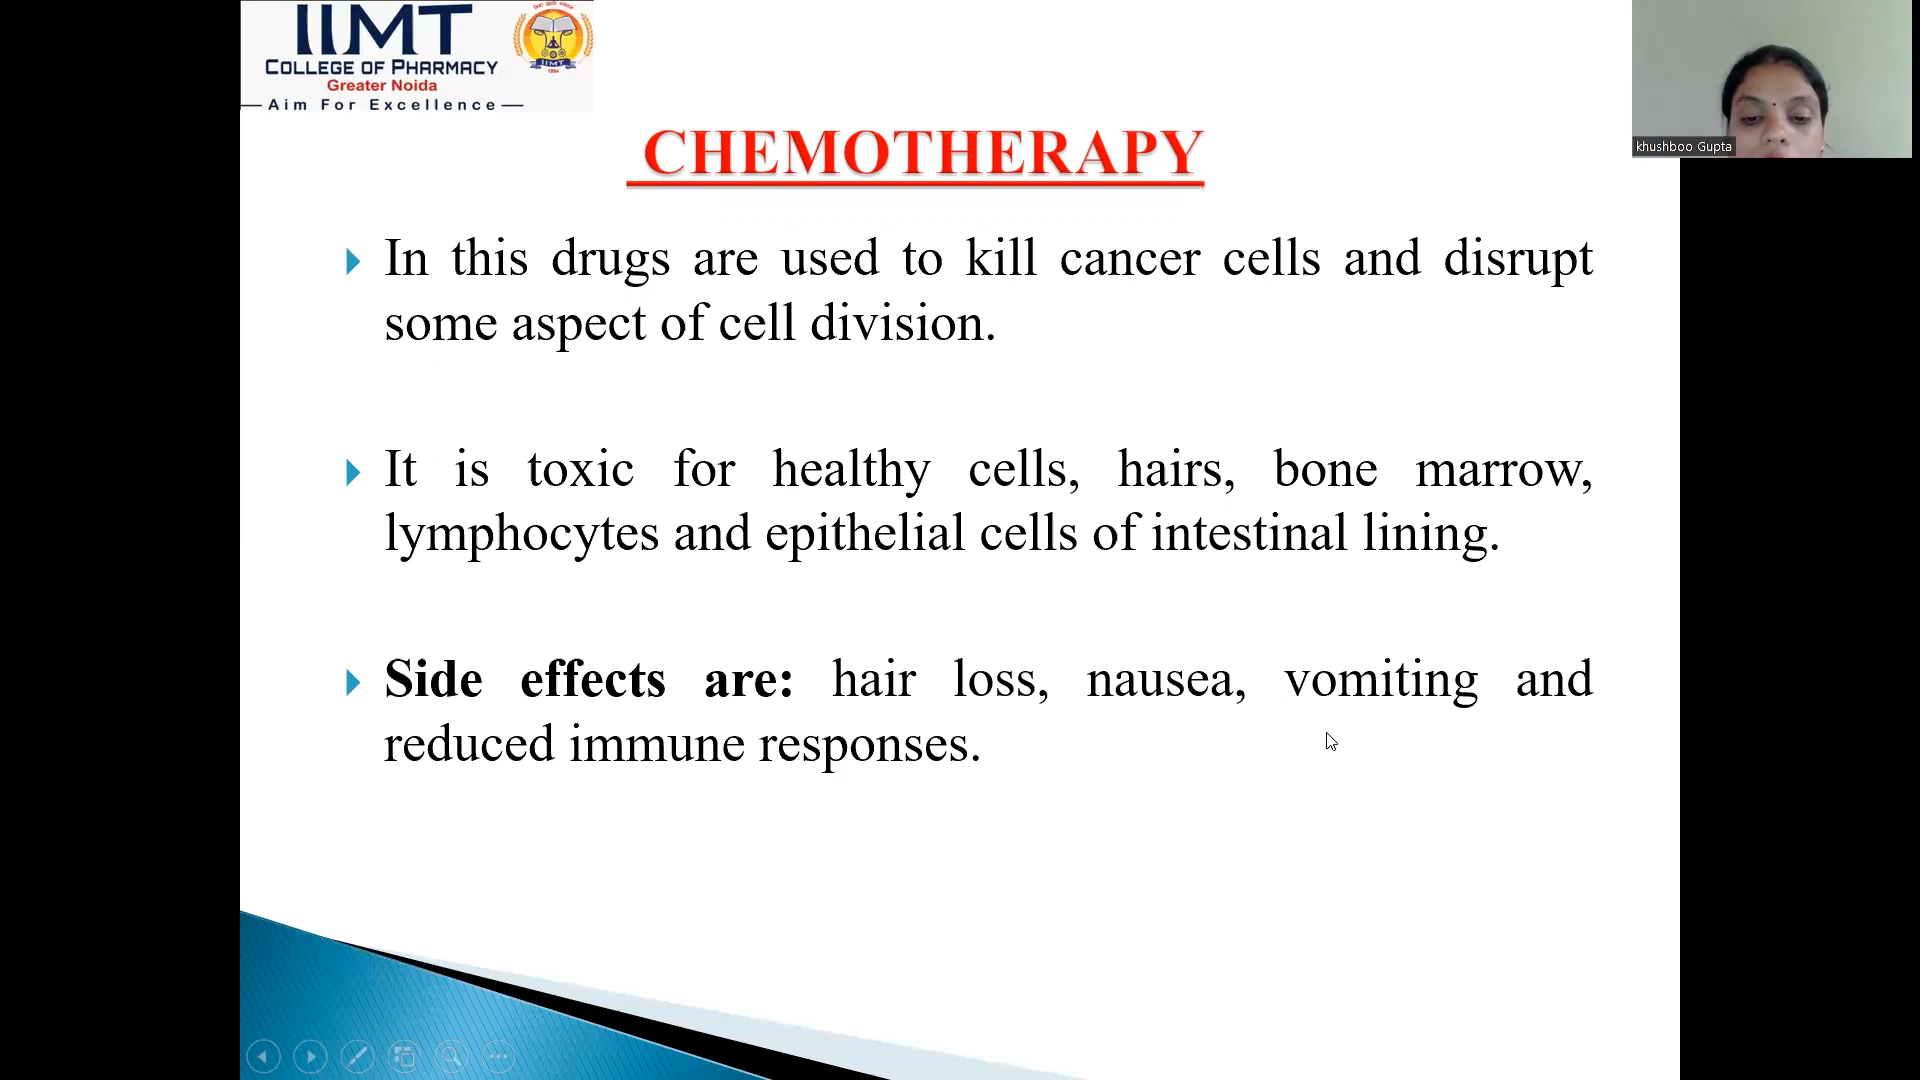 IIMT
COLLEGE OF PHARMACY
Greater Noida
Aim For Excellence
IIMT
1994
khushboo Gupta
CHEMOTHERAPY
In this drugs are used to kill cancer cells and disrupt
some aspect of cell division.
It is toxic for healthy cells, hairs, bone marrow,
lymphocytes and epithelial cells of intestinal lining.
Side effects are: hair loss, nausea, vomiting and
reduced immune responses.